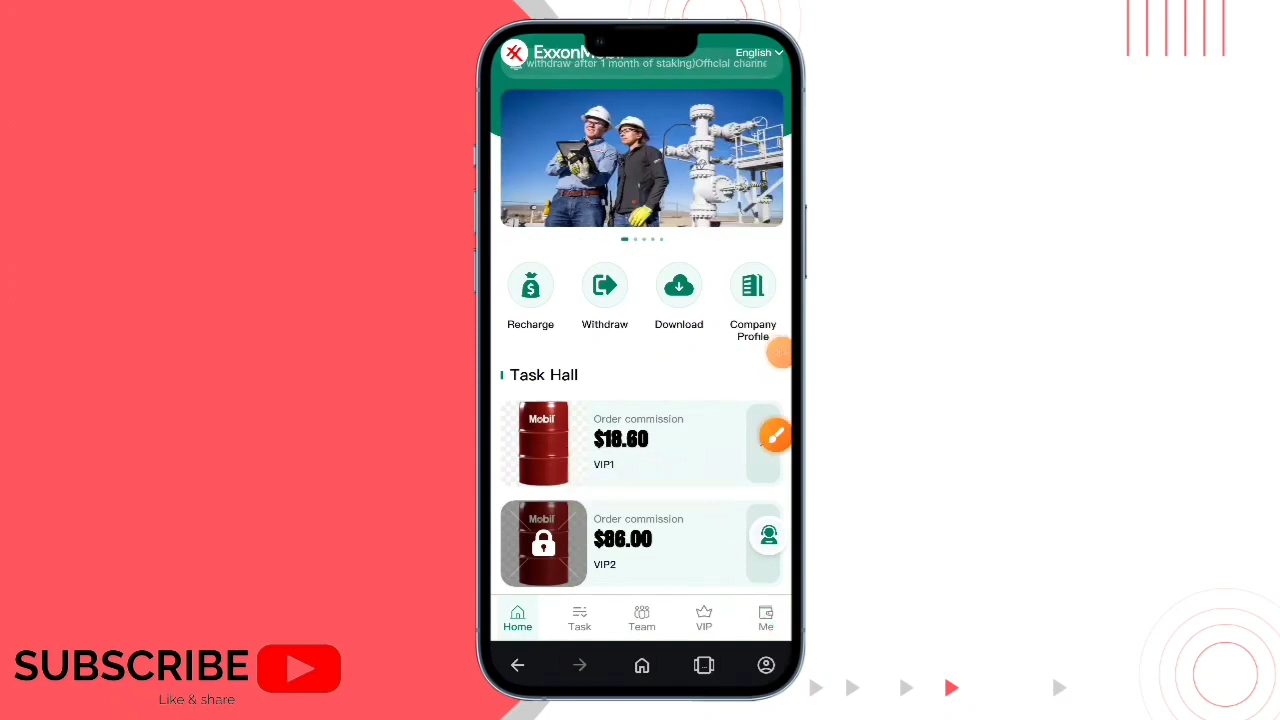 ExxonMobil
English
withdraw after 1 month of staking)Official channe
Recharge
Withdraw
Download
Company
Profile
Task Hall
Mobil
Order commission
$18.60
VIP1
Mobil
Order commission
$86.00
VIP2
Home
Task
Team
VIP
Me
SUBSCRIBE
Like & share